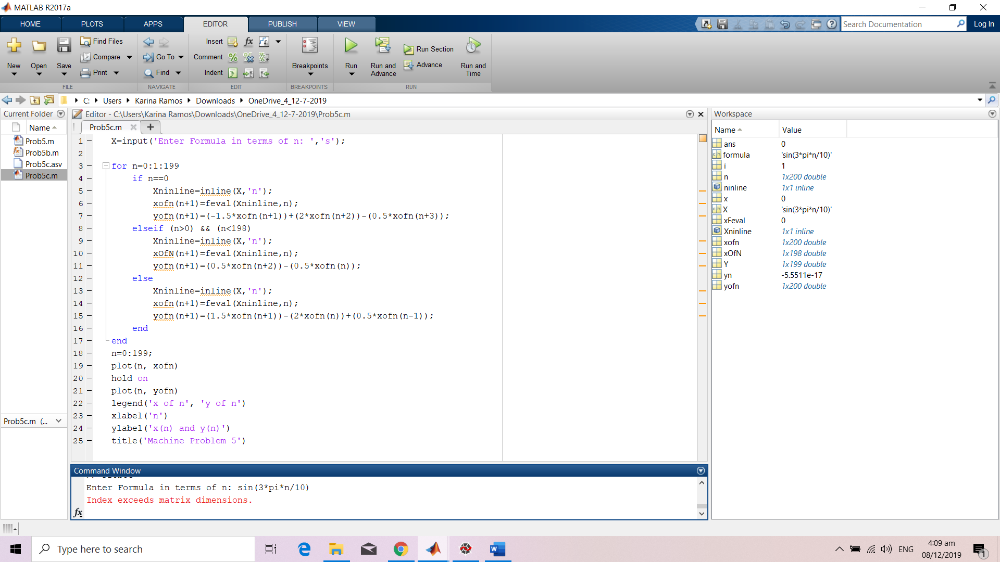 MATLAB R2017a
HOME PLOTS APPS EDITOR PUBLISH VIEW
Search Documentation Log In
New Open Save
Find Files
Compare
Print
FILE
Go To
Find
NAVIGATE
Insert fx
Comment
Indent
EDIT
Breakpoints
BREAKPOINTS
Run
Run and Advance
Run Section
Advance
Run and Time
RUN
C: Users Karina Ramos Downloads OneDrive_4_12-7-2019
Current Folder
Name
Prob5.m
Prob5b.m
Prob5c.asv
Prob5c.m
Prob5c.m (...
Editor - C:\Users\Karina Ramos\Downloads\OneDrive_4_12-7-2019\Prob5c.m
Prob5c.m
1 – X=input('Enter Formula in terms of n: ','s');
2
3 – for n=0:1:199
4 – if n==0
5 – Xninline=inline(X,'n');
6 – xofn(n+1)=feval(Xninline,n);
7 – yofn(n+1)=(-1.5*xofn(n+1))+(2*xofn(n+2))-(0.5*xofn(n+3));
8 – elseif (n>0) && (n<198)
9 – Xninline=inline(X,'n');
10 – xOfN(n+1)=feval(Xninline,n);
11 – yofn(n+1)=(0.5*xofn(n+2))-(0.5*xofn(n));
12 – else
13 – Xninline=inline(X,'n');
14 – xofn(n+1)=feval(Xninline,n);
15 – yofn(n+1)=(1.5*xofn(n+1))-(2*xofn(n))+(0.5*xofn(n-1));
16 – end
17 – end
18 – n=0:199;
19 – plot(n, xofn)
20 – hold on
21 – plot(n, yofn)
22 – legend('x of n', 'y of n')
23 – xlabel('n')
24 – ylabel('x(n) and y(n)')
25 – title('Machine Problem 5')
Command Window
Enter Formula in terms of n: sin(3*pi*n/10)
Index exceeds matrix dimensions.
fx
Workspace
Name Value
ans 0
formula 'sin(3*pi*n/10)'
i 1
n 1x200 double
ninline 1x1 inline
x 0
X 'sin(3*pi*n/10)'
xFeval 0
Xninline 1x1 inline
xofn 1x200 double
xOfN 1x198 double
Y 1x199 double
yn -5.5511e-17
yofn 1x200 double
Type here to search
ENG
4:09 am
08/12/2019
1